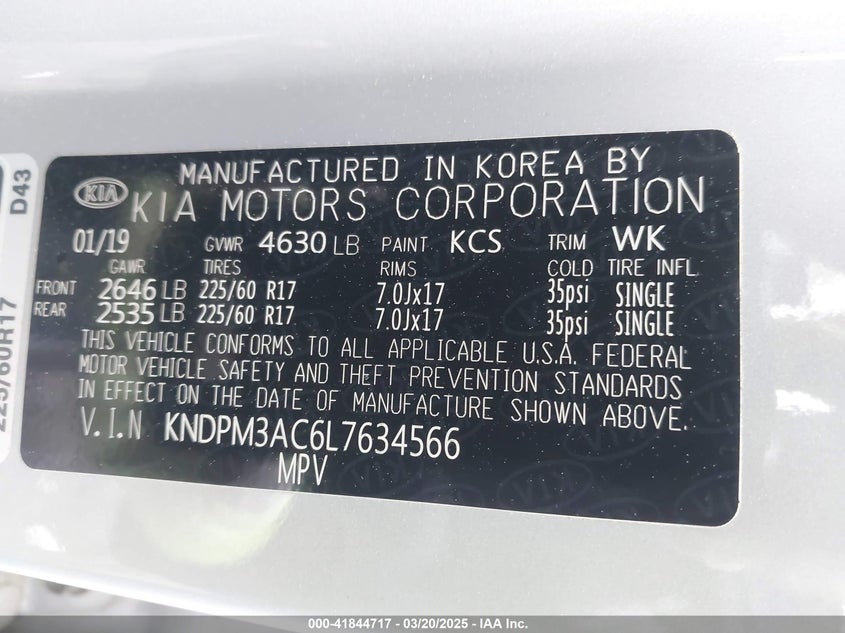 MANUFACTURED IN KOREA BY
KIA KIA MOTORS CORPORATION
01/19 GVWR 4630 LB PAINT KCS TRIM WK
GAWR TIRES RIMS COLD TIRE INFL.
FRONT 2646 LB 225/60 R17 7.0Jx17 35psi SINGLE
REAR 2535 LB 225/60 R17 7.0Jx17 35psi SINGLE
THIS VEHICLE CONFORMS TO ALL APPLICABLE U.S.A. FEDERAL
MOTOR VEHICLE SAFETY AND THEFT PREVENTION STANDARDS
IN EFFECT ON THE DATE OF MANUFACTURE SHOWN ABOVE.
V.I.N KNDPM3AC6L7634566
MPV
D43
225/60R17
000-41844717 - 03/20/2025 - IAA Inc.